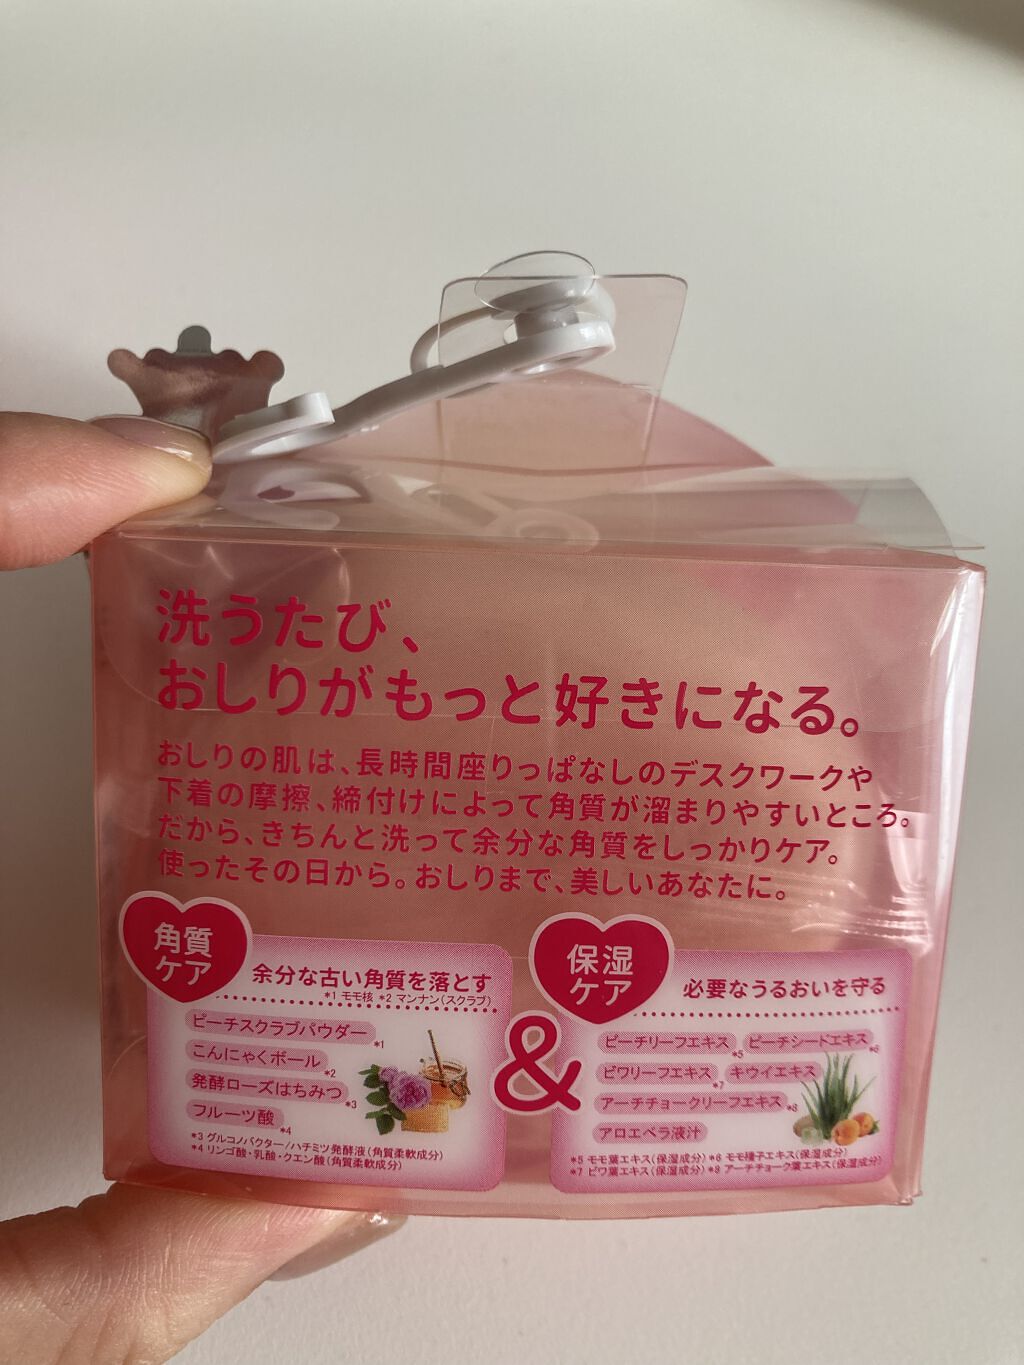 洗うたび、
おしりがもっと好きになる。
おしりの肌は、長時間座りっぱなしのデスクワークや
下着の摩擦、締付けによって角質が溜まりやすいところ。
だから、きちんと洗って余分な角質をしっかりケア。
使ったその日から。おしりまで、美しいあなたに。
角質
ケア
余分な古い角質を落とす
*1 モモ核 *2 マンナン(スクラブ)
ピーチスクラブパウダー*1
こんにゃくボール*2
発酵ローズはちみつ*3
フルーツ酸*4
*3 グルコノバクター/ハチミツ発酵液(角質柔軟成分)
*4 リンゴ酸・乳酸・クエン酸(角質柔軟成分)
&
保湿
ケア
必要なうるおいを守る
ピーチリーフエキス*5 ピーチシードエキス*6
ビワリーフエキス*7 キウイエキス
アーチチョークリーフエキス*8
アロエベラ液汁
*5 モモ葉エキス(保湿成分) *6 モモ種子エキス(保湿成分)
*7 ビワ葉エキス(保湿成分) *8 アーチチョーク葉エキス(保湿成分)